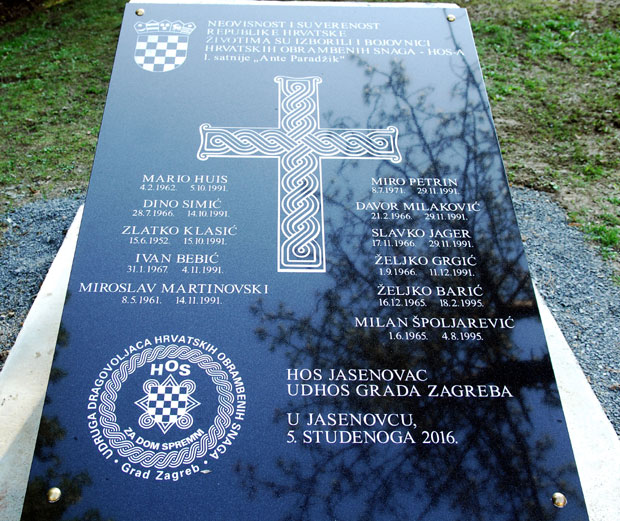 NEOVISNOST I SUVERENOST
REPUBLIKE HRVATSKE
ŽIVOTIMA SU IZBORILI I BOJOVNICI
HRVATSKIH OBRAMBENIH SNAGA - HOS-A
I. satnije „Ante Paradžik“
MARIO HUIS
4.2.1962. 5.10.1991.
DINO SIMIĆ
28.7.1966. 14.10.1991.
ZLATKO KLASIĆ
15.6.1952. 15.10.1991.
IVAN BEBIĆ
31.1.1967. 4.11.1991.
MIROSLAV MARTINOVSKI
8.5.1961. 14.11.1991.
MIRO PETRIN
8.7.1971. 29.11.1991.
DAVOR MILAKOVIĆ
21.2.1966. 29.11.1991.
SLAVKO JAGER
17.11.1966. 29.11.1991.
ŽELJKO GRGIĆ
1.9.1966. 11.12.1991.
ŽELJKO BARIĆ
16.12.1965. 18.2.1995.
MILAN ŠPOLJAREVIĆ
1.6.1965. 4.8.1995.
UDRUGA DRAGOVOLJACA HRVATSKIH OBRAMBENIH SNAGA
HOS
ZA DOM SPREMNI
· Grad Zagreb ·
HOS JASENOVAC
UDHOS GRADA ZAGREBA
U JASENOVCU,
5. STUDENOGA 2016.